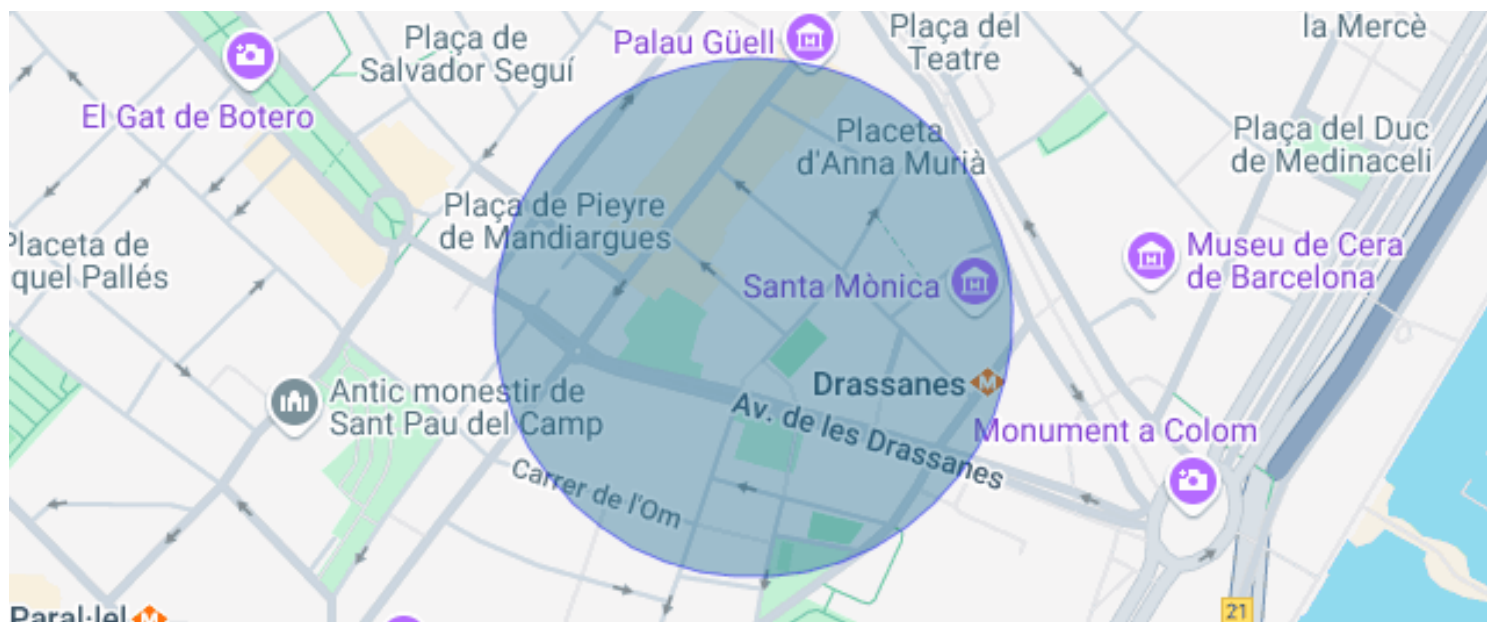 Plaça de
Salvador Seguí
Palau Güell
Plaça del
Teatre
la Mercè
El Gat de Botero
Placeta
d'Anna Murià
Plaça del Duc
de Medinaceli
Plaça de Pieyre
de Mandiargues
Placeta de
quel Pallés
Museu de Cera
de Barcelona
Santa Mònica
Antic monestir de
Sant Pau del Camp
Drassanes
Av. de les Drassanes
Monument a Colom
Carrer de l'Om
Paral·lel
21